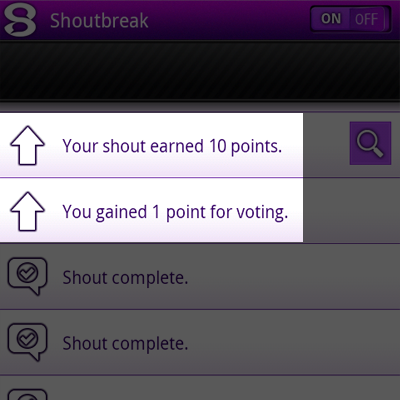 Shoutbreak
ON OFF
Your shout earned 10 points.
You gained 1 point for voting.
Shout complete.
Shout complete.